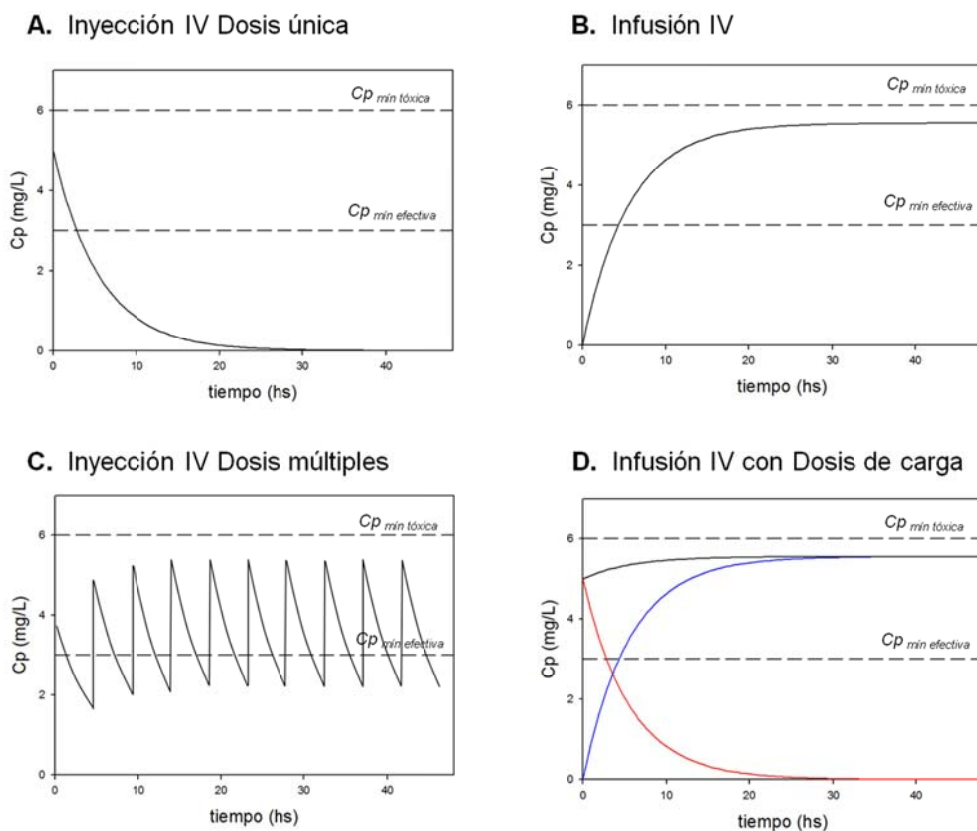 A. Inyección IV Dosis única
Cp mín tóxica
Cp mín efectiva
Cp (mg/L)
6
4
2
0
0 10 20 30 40
tiempo (hs)
B. Infusión IV
Cp mín tóxica
Cp mín efectiva
Cp (mg/L)
6
4
2
0
0 10 20 30 40
tiempo (hs)
C. Inyección IV Dosis múltiples
Cp mín tóxica
Cp mín efectiva
Cp (mg/L)
6
4
2
0
0 10 20 30 40
tiempo (hs)
D. Infusión IV con Dosis de carga
Cp mín tóxica
Cp mín efectiva
Cp (mg/L)
6
4
2
0
0 10 20 30 40
tiempo (hs)